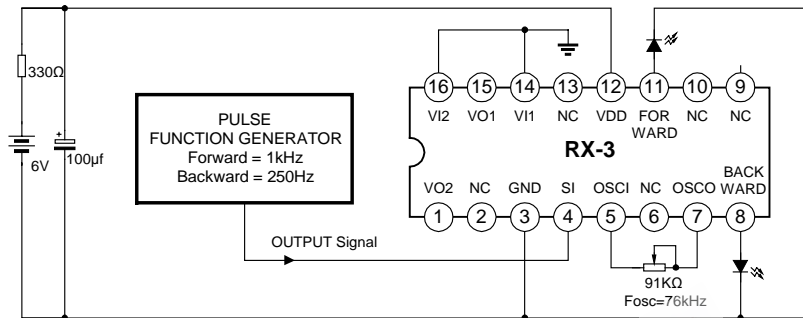 16 15 14 13 12 11 10 9
330Ω
VI2 VO1 VI1 NC VDD FOR WARD NC NC
PULSE
FUNCTION GENERATOR
Forward = 1kHz
Backward = 250Hz
RX-3
+
6V
100µf
VO2 NC GND SI OSCI NC OSCO BACK WARD
1 2 3 4 5 6 7 8
OUTPUT Signal
91KΩ
Fosc=76kHz